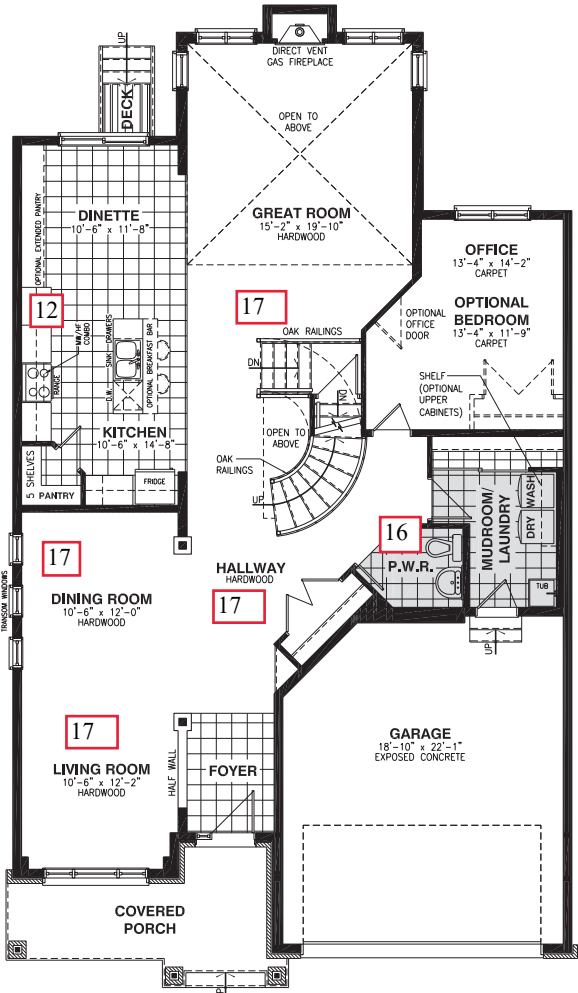 DIRECT VENT
GAS FIREPLACE
UP
DECK
OPEN TO
ABOVE
DINETTE
10'-6" x 11'-8"
GREAT ROOM
15'-2" x 19'-10"
HARDWOOD
OPTIONAL EXTENDED PANTRY
OFFICE
13'-4" x 14'-2"
CARPET
OPTIONAL
BEDROOM
13'-4" x 11'-9"
CARPET
OPTIONAL
OFFICE
DOOR
12
17
MW/HF
COMBO
RANGE
D.W.
SINK
DRAWERS
OPTIONAL BREAKFAST BAR
OAK RAILINGS
DN
DN
SHELF
(OPTIONAL
UPPER
CABINETS)
OPEN TO
ABOVE
KITCHEN
10'-6" x 14'-8"
OAK
RAILINGS
UP
5 SHELVES
PANTRY
FRIDGE
MUDROOM/
LAUNDRY
DRY
WASH
TUB
16
P.W.R.
17
DINING ROOM
10'-6" x 12'-0"
HARDWOOD
TRANSOM WINDOWS
HALLWAY
HARDWOOD
17
UP
17
LIVING ROOM
10'-6" x 12'-2"
HARDWOOD
HALF WALL
FOYER
GARAGE
18'-10" x 22'-1"
EXPOSED CONCRETE
COVERED
PORCH